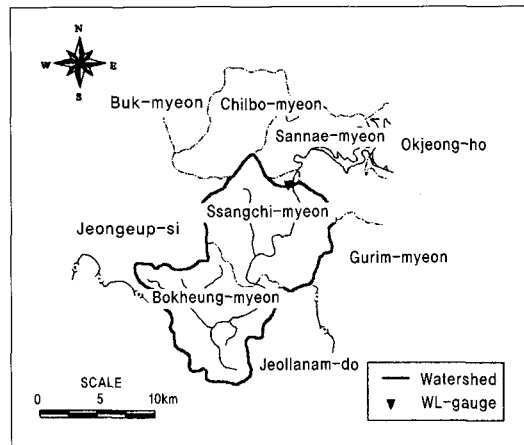 N
W E
S
Buk-myeon
Chilbo-myeon
Sannae-myeon
Okjeong-ho
Ssangchi-myeon
Jeongeup-si
Gurim-myeon
Bokheung-myeon
Jeollanam-do
SCALE
0 5 10km
Watershed
WL-gauge